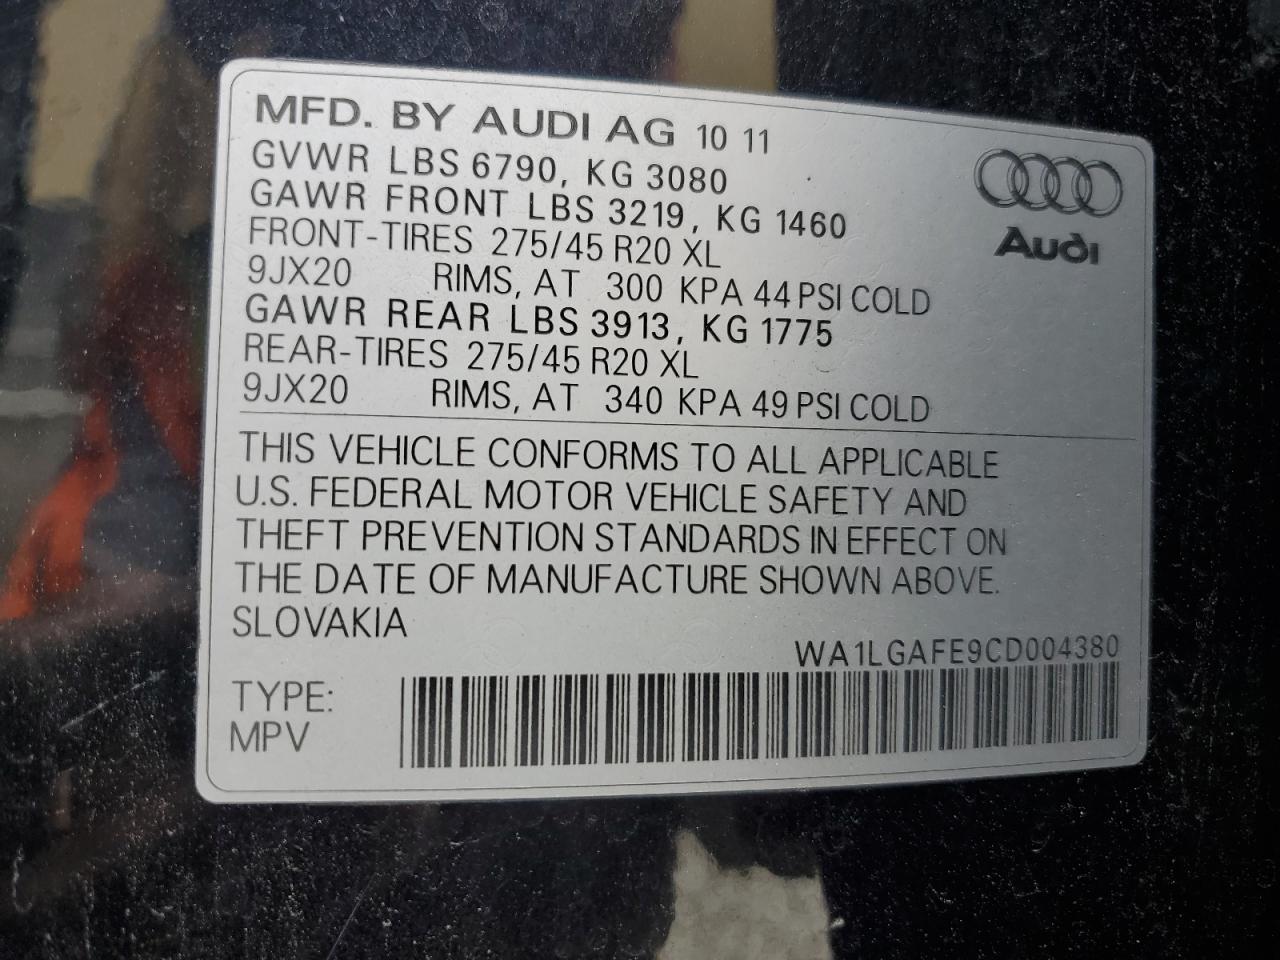 MFD. BY AUDI AG 10 11
GVWR LBS 6790, KG 3080
GAWR FRONT LBS 3219, KG 1460
FRONT-TIRES 275/45 R20 XL
9JX20 RIMS, AT 300 KPA 44 PSI COLD
GAWR REAR LBS 3913, KG 1775
REAR-TIRES 275/45 R20 XL
9JX20 RIMS, AT 340 KPA 49 PSI COLD
Audi
THIS VEHICLE CONFORMS TO ALL APPLICABLE
U.S. FEDERAL MOTOR VEHICLE SAFETY AND
THEFT PREVENTION STANDARDS IN EFFECT ON
THE DATE OF MANUFACTURE SHOWN ABOVE.
SLOVAKIA
WA1LGAFE9CD004380
TYPE:
MPV